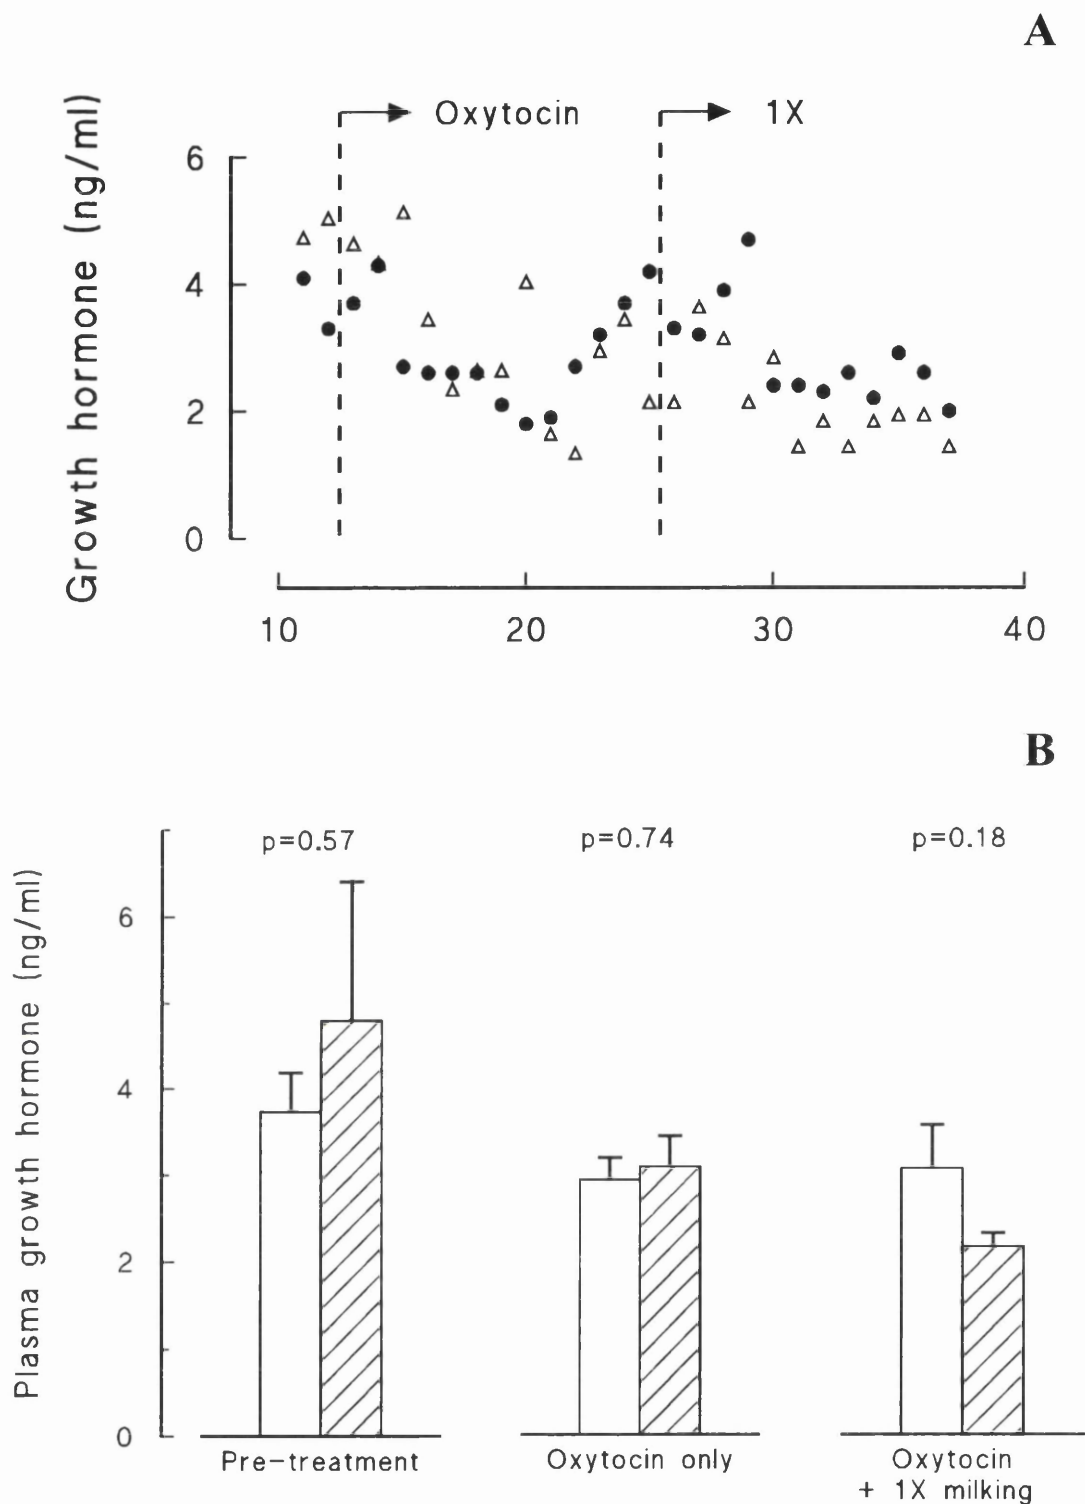 A
Oxytocin 1X
Growth hormone (ng/ml)
6
4
2
0
10 20 30 40
B
p=0.57 p=0.74 p=0.18
Plasma growth hormone (ng/ml)
6
4
2
0
Pre-treatment Oxytocin only Oxytocin
+ 1X milking